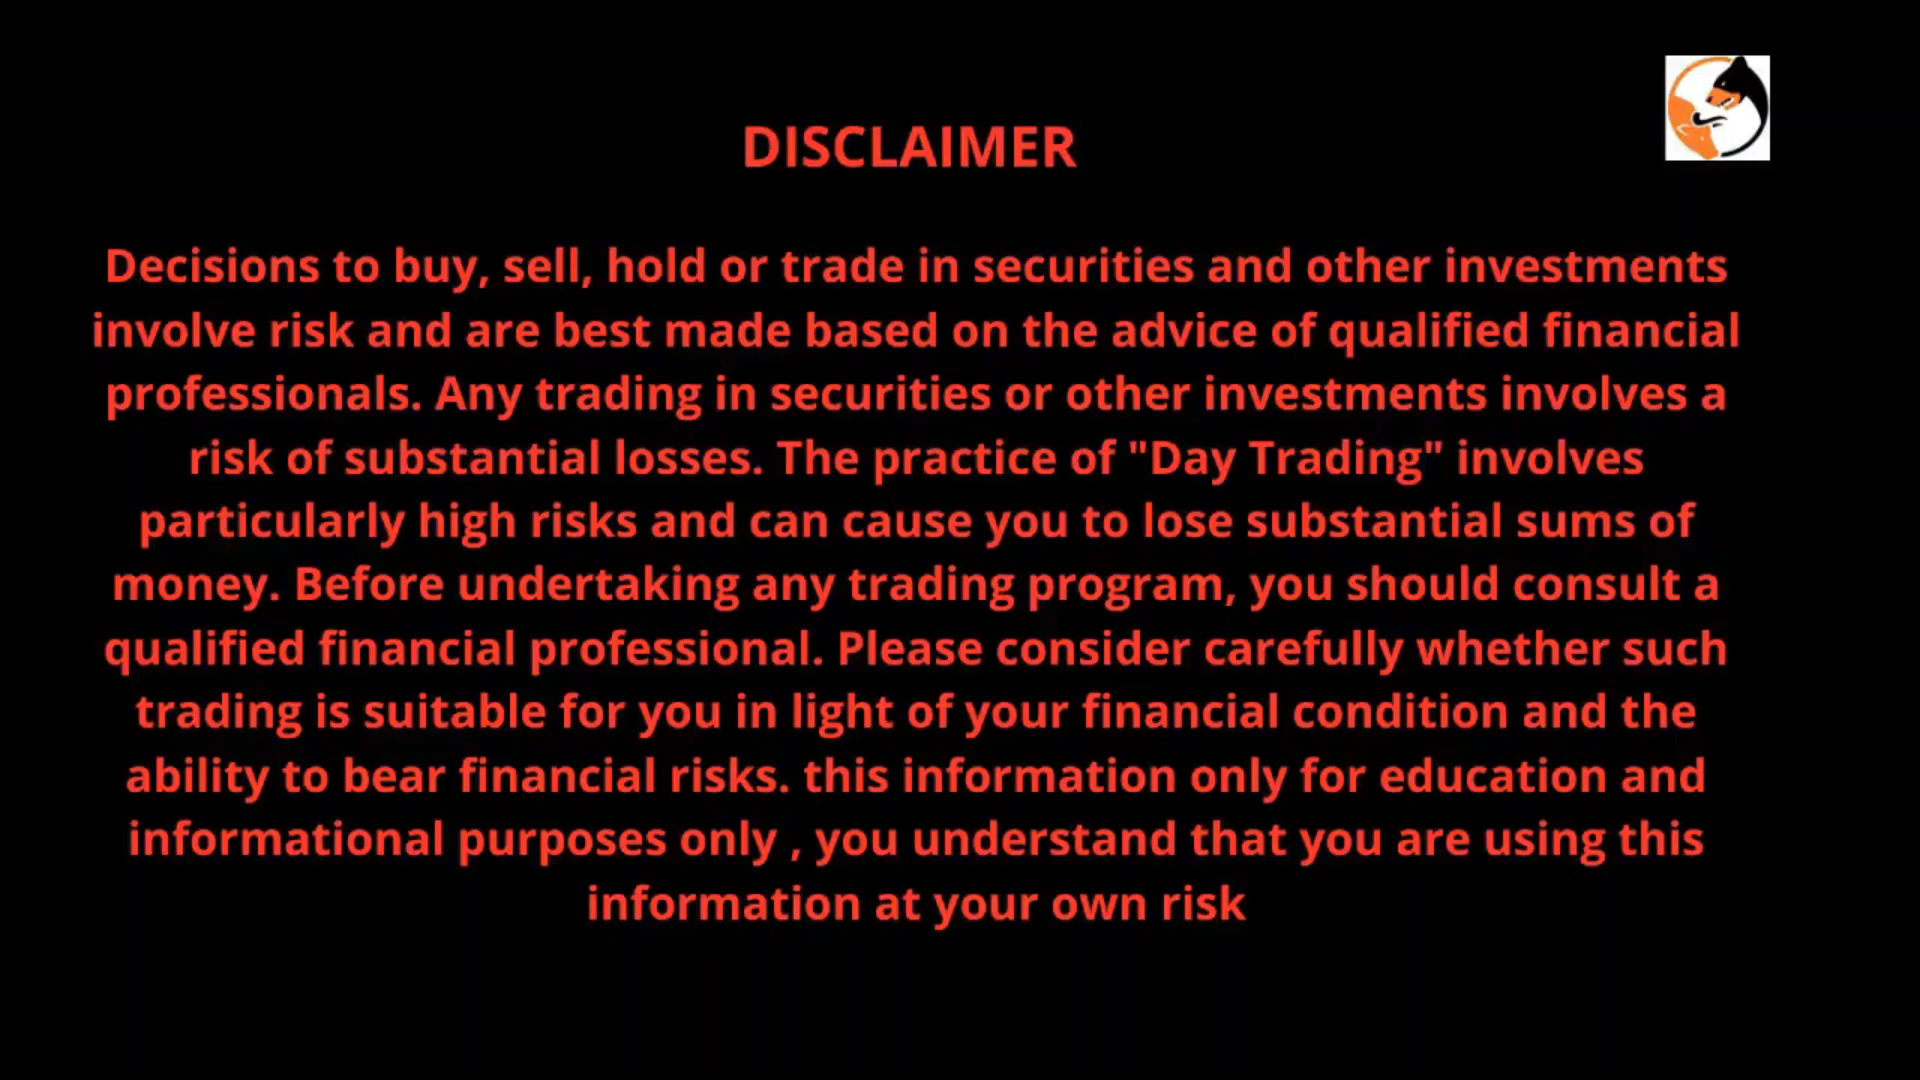 DISCLAIMER
Decisions to buy, sell, hold or trade in securities and other investments
involve risk and are best made based on the advice of qualified financial
professionals. Any trading in securities or other investments involves a
risk of substantial losses. The practice of "Day Trading" involves
particularly high risks and can cause you to lose substantial sums of
money. Before undertaking any trading program, you should consult a
qualified financial professional. Please consider carefully whether such
trading is suitable for you in light of your financial condition and the
ability to bear financial risks. this information only for education and
informational purposes only , you understand that you are using this
information at your own risk